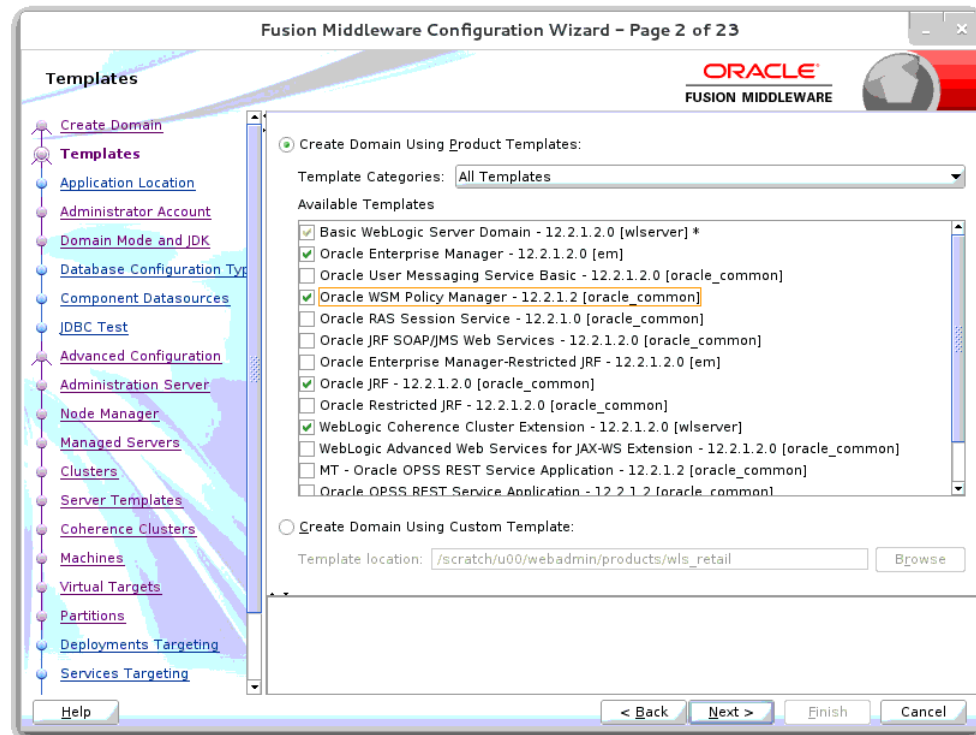 Fusion Middleware Configuration Wizard - Page 2 of 23
Templates
ORACLE
FUSION MIDDLEWARE
Create Domain
Templates
Application Location
Administrator Account
Domain Mode and JDK
Database Configuration Typ
Component Datasources
JDBC Test
Advanced Configuration
Administration Server
Node Manager
Managed Servers
Clusters
Server Templates
Coherence Clusters
Machines
Virtual Targets
Partitions
Deployments Targeting
Services Targeting
Create Domain Using Product Templates:
Template Categories: All Templates
Available Templates
Basic WebLogic Server Domain - 12.2.1.2.0 [wlserver] *
Oracle Enterprise Manager - 12.2.1.2.0 [em]
Oracle User Messaging Service Basic - 12.2.1.2.0 [oracle_common]
Oracle WSM Policy Manager - 12.2.1.2 [oracle_common]
Oracle RAS Session Service - 12.2.1.0 [oracle_common]
Oracle JRF SOAP/JMS Web Services - 12.2.1.2.0 [oracle_common]
Oracle Enterprise Manager-Restricted JRF - 12.2.1.2.0 [em]
Oracle JRF - 12.2.1.2.0 [oracle_common]
Oracle Restricted JRF - 12.2.1.2.0 [oracle_common]
WebLogic Coherence Cluster Extension - 12.2.1.2.0 [wlserver]
WebLogic Advanced Web Services for JAX-WS Extension - 12.2.1.2.0 [oracle_common]
MT - Oracle OPSS REST Service Application - 12.2.1.2 [oracle_common]
Oracle OPSS REST Service Application - 12.2.1.2 [oracle_common]
Create Domain Using Custom Template:
Template location: /scratch/u00/webadmin/products/wls_retail Browse
Help < Back Next > Finish Cancel